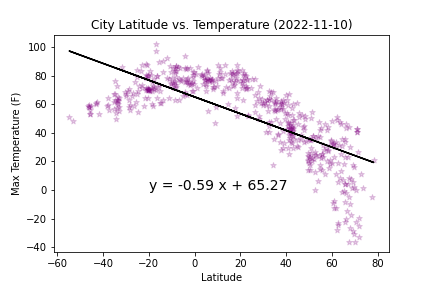 City Latitude vs. Temperature (2022-11-10)
100
80
60
40
20
0
−20
−40
Max Temperature (F)
y = -0.59 x + 65.27
−60 −40 −20 0 20 40 60 80
Latitude